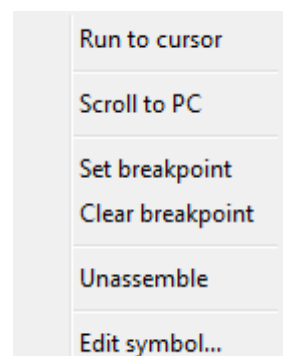 Run to cursor
Scroll to PC
Set breakpoint
Clear breakpoint
Unassemble
Edit symbol...